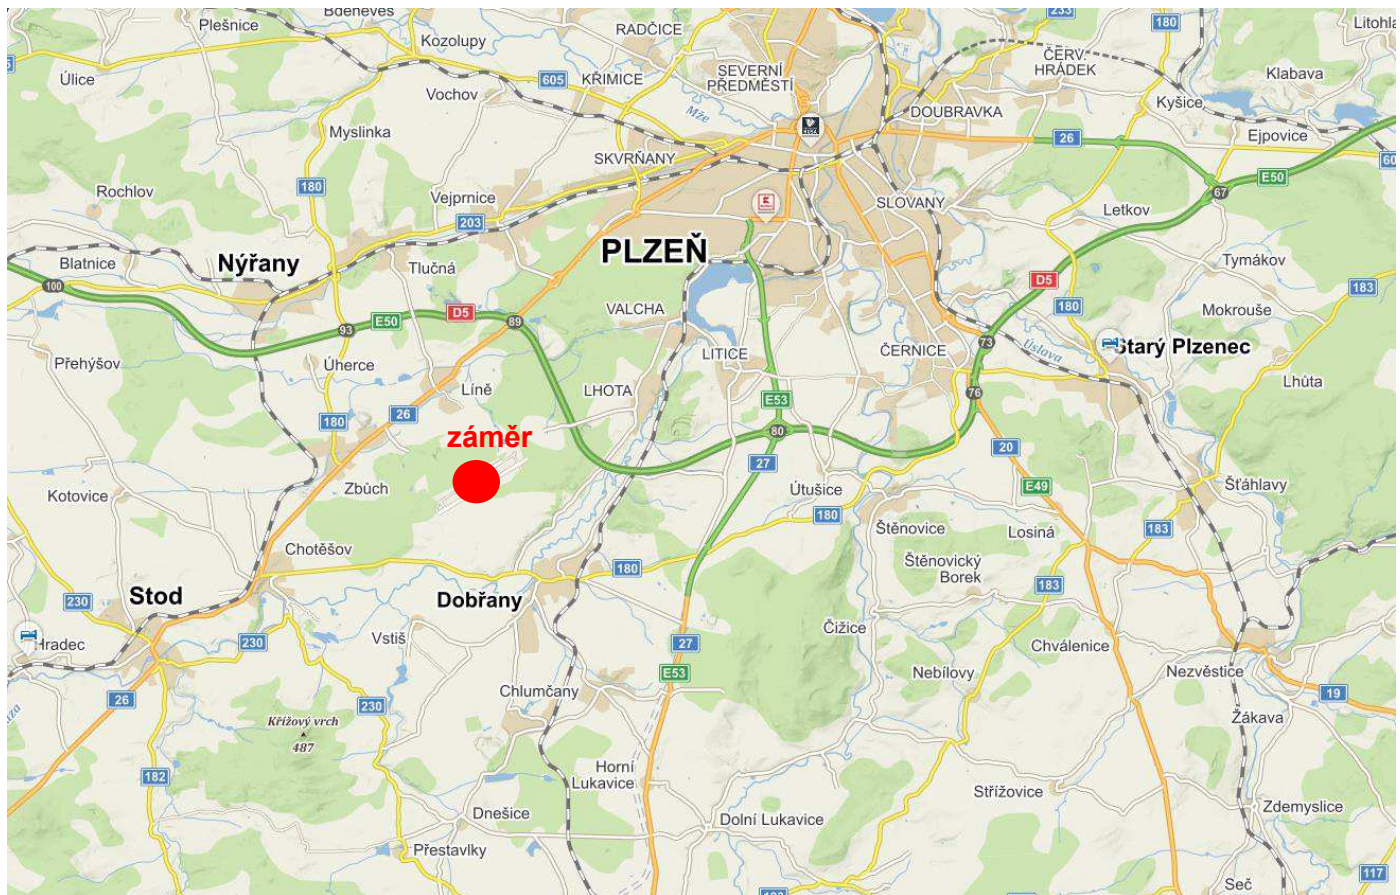 Bdeněves
Plešnice
Kozolupy
RADČICE
233
180
Litohla
605
Úlice
605
KŘIMICE
SEVERNÍ
PŘEDMĚSTÍ
ČERV.
HRÁDEK
Klabava
Vochov
Mže
DOUBRAVKA
Kyšice
Myslinka
26
Ejpovice
SKVRŇANY
60
Rochlov
180
Vejprnice
E50
67
SLOVANY
Letkov
203
PLZEŇ
Blatnice
Nýřany
Tlučná
Tymákov
100
D5
183
VALCHA
180
Mokrouše
93
E50
D5
89
Přehýšov
Úherce
LITICE
ČERNICE
73
Úslava
Starý Plzenec
Líně
LHOTA
Lhůta
E53
76
180
26
záměr
80
27
20
Kotovice
Zbůch
Útušice
E49
Šťáhlavy
180
Štěnovice
Losiná
183
Chotěšov
Štěnovický
Borek
180
183
Stod
230
Dobřany
Čižice
Hradec
230
Vstiš
27
Chválenice
Nebílovy
Nezvěstice
E53
26
Chlumčany
19
230
Křížový vrch
487
Žákava
182
Horní
Lukavice
Střížovice
Zdemyslice
Dnešice
Dolní Lukavice
Přestavlky
117
Seč